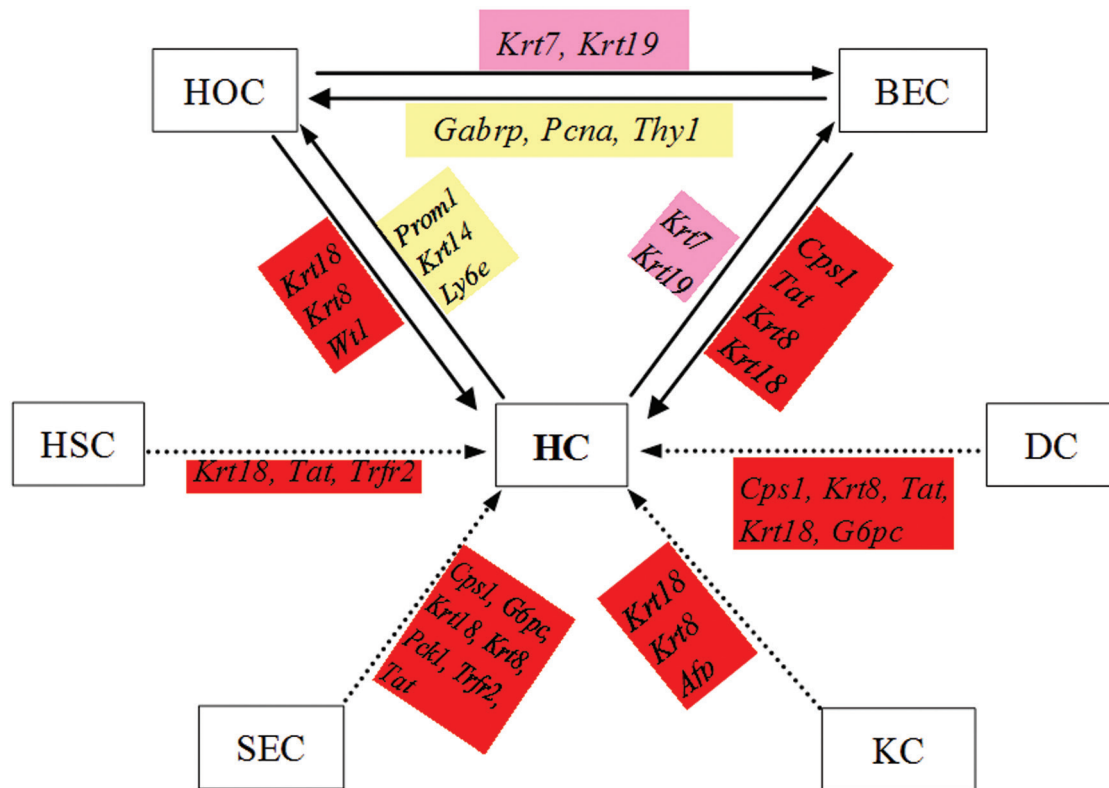 Krt7, Krt19
HOC
BEC
Gabrp, Pcna, Thy1
Prom1
Krt14
Ly6e
Krt7
Krt19
Krt18
Krt8
Wt1
Cps1
Tat
Krt8
Krt18
HSC
HC
DC
Krt18, Tat, Trfr2
Cps1, Krt8, Tat,
Krt18, G6pc
Cps1, G6pc,
Krt18, Krt8,
Pck1, Trfr2,
Tat
Krt18
Krt8
Afp
SEC
KC